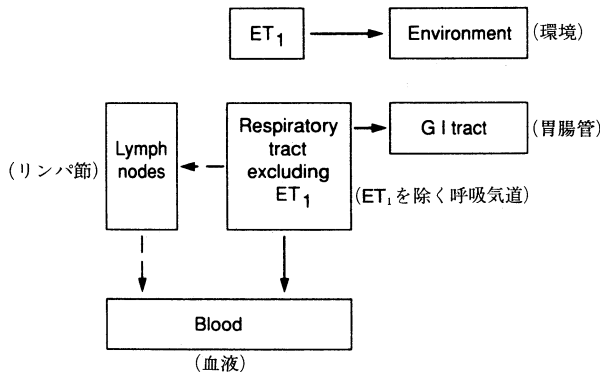 ET₁
Environment
(環境)
Lymph
nodes
(リンパ節)
Respiratory
tract
excluding
ET₁
(ET₁を除く呼吸気道)
G I tract
(胃腸管)
Blood
(血液)